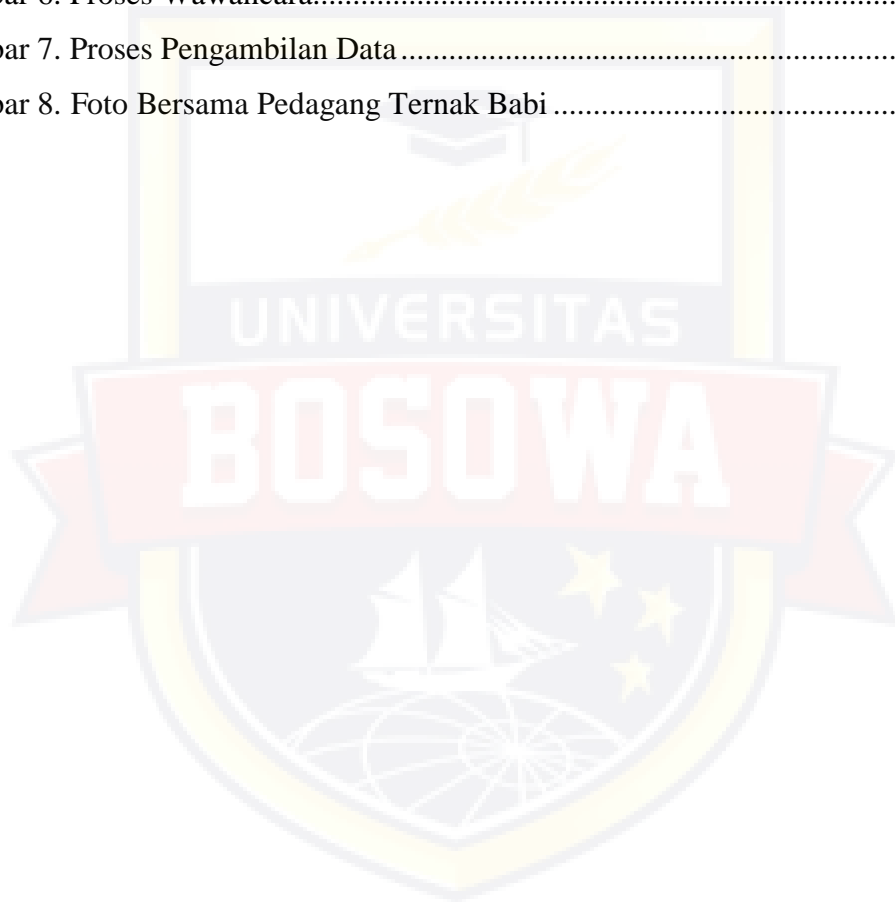 bar 6. Proses Wawancara..........................................................................
bar 7. Proses Pengambilan Data ..............................................................
bar 8. Foto Bersama Pedagang Ternak Babi ...........................................
UNIVERSITAS
BOSOWA